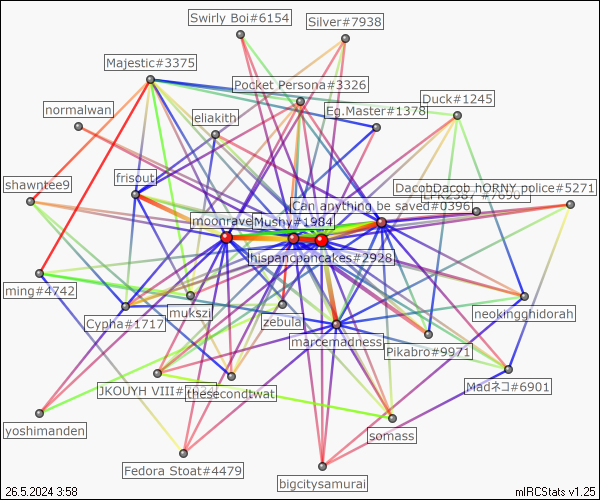 Swirly Boi#6154
Silver#7938
Majestic#3375
Pocket Persona#3326
Duck#1245
normalwan
eliakith
Eg.Master#1378
shawntee9
frisout
DacobDacob hORNY police#5271
Can anything be saved#0396
moonrave
Mushy#1984
hispancpancakes#2928
ming#4742
mukszi
zebula
neokingghidorah
Cypha#1717
marcemadness
Pikabro#9971
JKOUYH VIII#
thesecondtwat
Madネコ#6901
yoshimanden
somass
Fedora Stoat#4479
bigcitysamurai
26.5.2024 3:58
mIRCStats v1.25